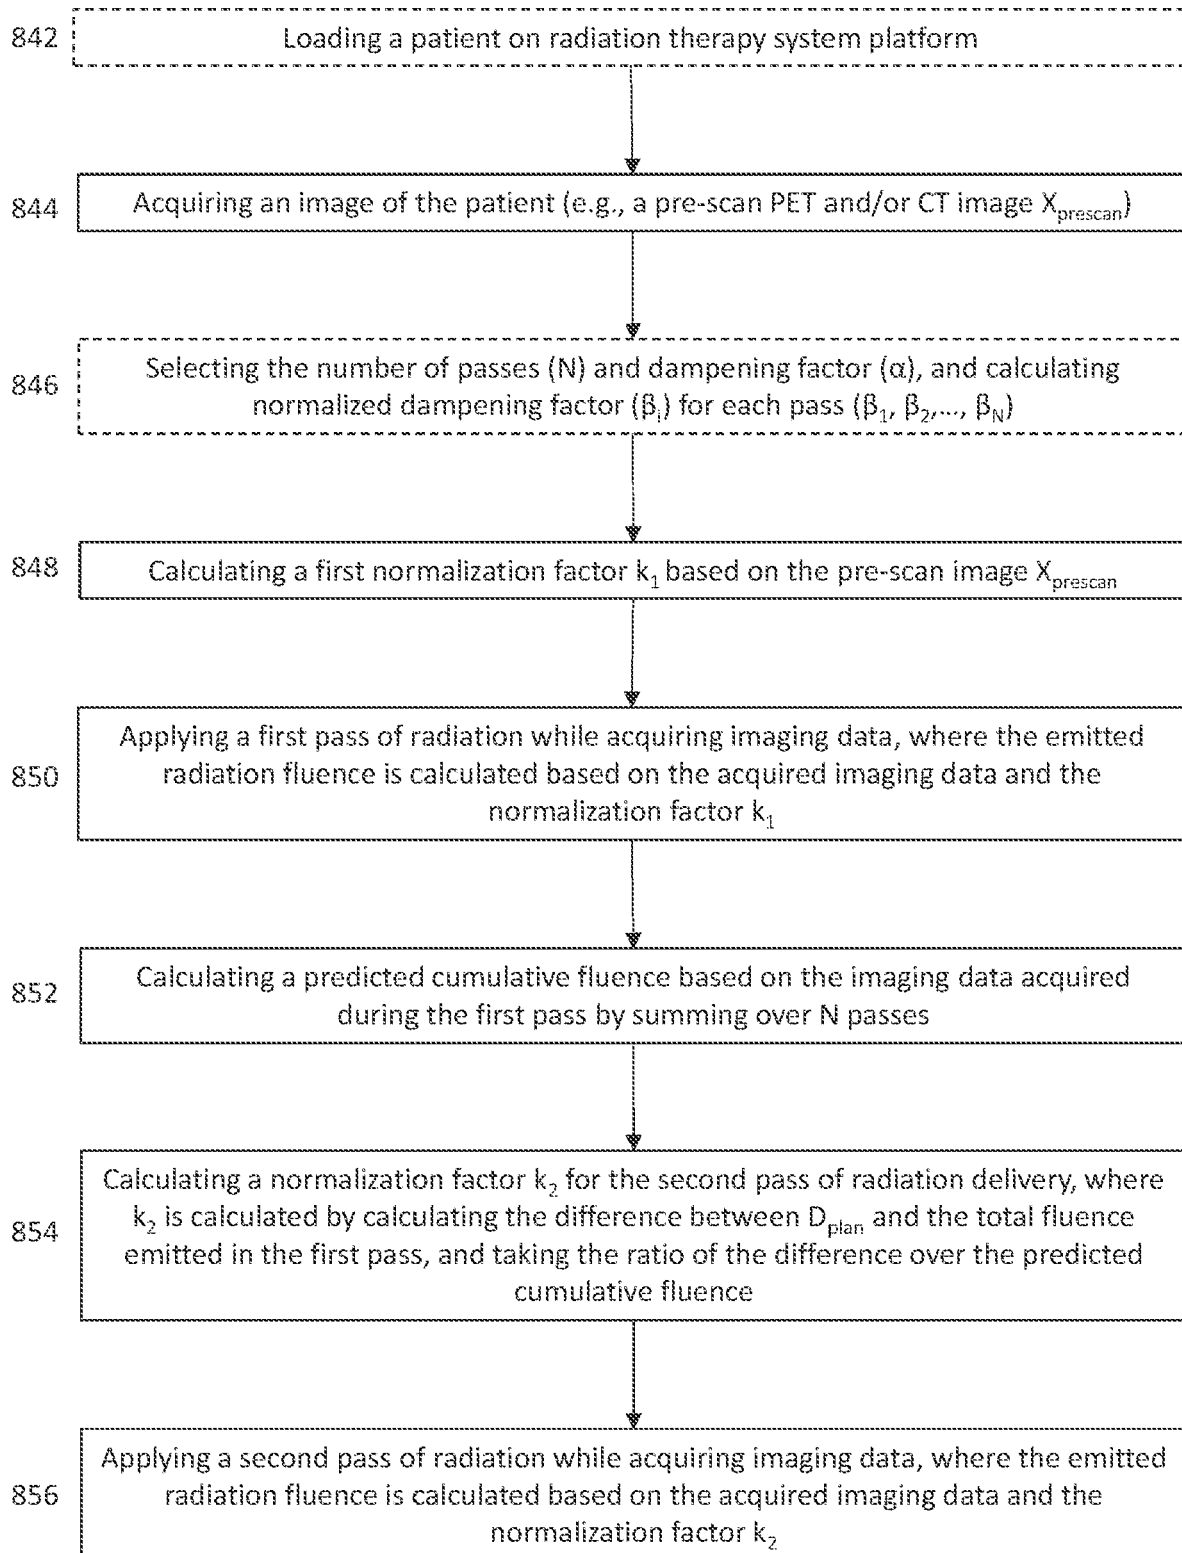 842
Loading a patient on radiation therapy system platform
844
Acquiring an image of the patient (e.g., a pre-scan PET and/or CT image Xprescan)
846
Selecting the number of passes (N) and dampening factor (α), and calculating
normalized dampening factor (βi) for each pass (β1, β2,..., βN)
848
Calculating a first normalization factor k1 based on the pre-scan image Xprescan
850
Applying a first pass of radiation while acquiring imaging data, where the emitted
radiation fluence is calculated based on the acquired imaging data and the
normalization factor k1
852
Calculating a predicted cumulative fluence based on the imaging data acquired
during the first pass by summing over N passes
854
Calculating a normalization factor k2 for the second pass of radiation delivery, where
k2 is calculated by calculating the difference between Dplan and the total fluence
emitted in the first pass, and taking the ratio of the difference over the predicted
cumulative fluence
856
Applying a second pass of radiation while acquiring imaging data, where the emitted
radiation fluence is calculated based on the acquired imaging data and the
normalization factor k2